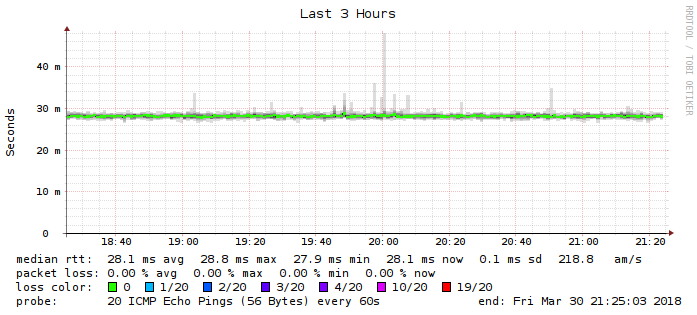 Last 3 Hours
RRDTOOL / TOBI OETIKER
Seconds
40 m
30 m
20 m
10 m
0
18:40 19:00 19:20 19:40 20:00 20:20 20:40 21:00 21:20
median rtt: 28.1 ms avg 28.8 ms max 27.9 ms min 28.1 ms now 0.1 ms sd 218.8 am/s
packet loss: 0.00 % avg 0.00 % max 0.00 % min 0.00 % now
loss color: 0 1/20 2/20 3/20 4/20 10/20 19/20
probe: 20 ICMP Echo Pings (56 Bytes) every 60s end: Fri Mar 30 21:25:03 2018